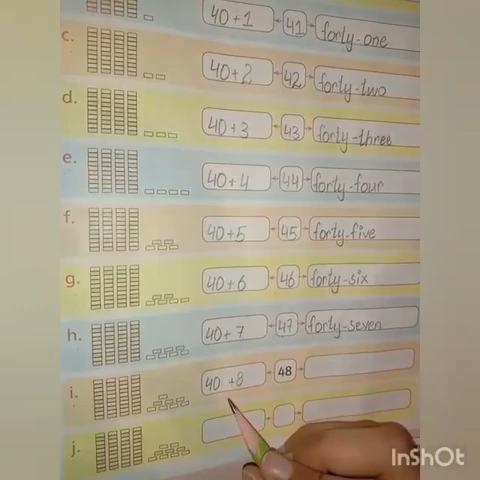 40+1 41 forty-one
c. 40+2 42 forty-two
d. 40+3 43 forty-three
e. 40+4 44 forty-four
f. 40+5 45 forty-five
g. 40+6 46 forty-six
h. 40+7 47 forty-seven
i. 40+8 48
j.
InShOt